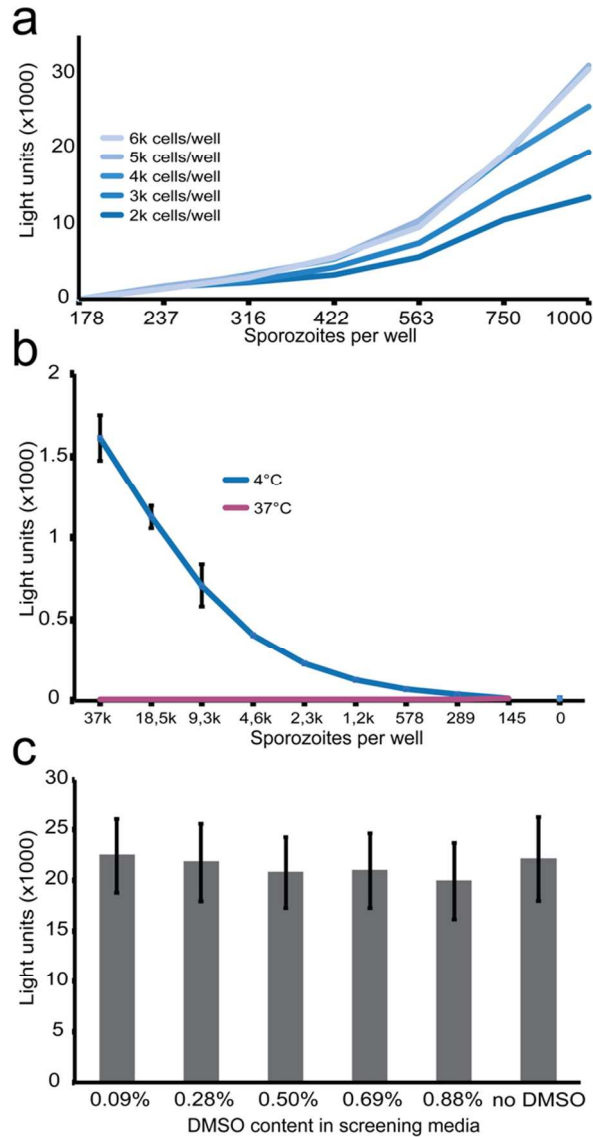 a
Light units (x1000)
30
20
10
0
6k cells/well
5k cells/well
4k cells/well
3k cells/well
2k cells/well
178 237 316 422 563 750 1000
Sporozoites per well
b
Light units (x1000)
2
1.5
1
0.5
0
4°C
37°C
37k 18,5k 9,3k 4,6k 2,3k 1,2k 578 289 145 0
Sporozoites per well
c
Light units (x1000)
30
25
20
15
10
5
0
0.09% 0.28% 0.50% 0.69% 0.88% no DMSO
DMSO content in screening media